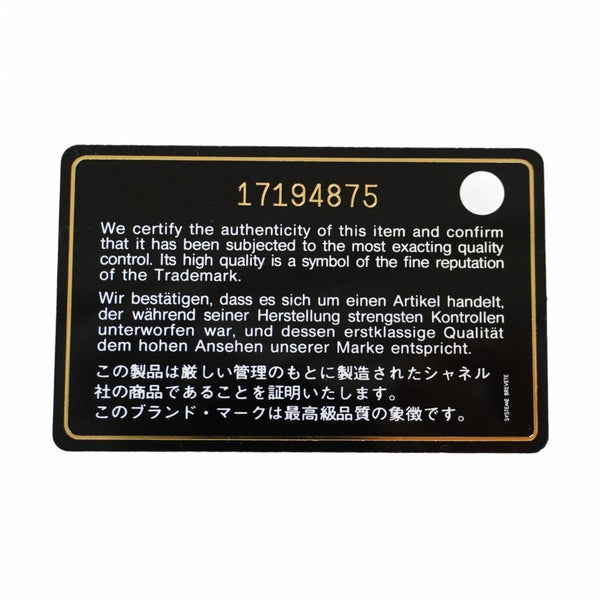 17194875
We certify the authenticity of this item and confirm
that it has been subjected to the most exacting quality
control. Its high quality is a symbol of the fine reputation
of the Trademark.
Wir bestätigen, dass es sich um einen Artikel handelt,
der während seiner Herstellung strengsten Kontrollen
unterworfen war, und dessen erstklassige Qualität
dem hohen Ansehen unserer Marke entspricht.
この製品は厳しい管理のもとに製造されたシャネル
社の商品であることを証明いたします。
このブランド・マークは最高級品質の象徴です。
SYSTEME BREVETE